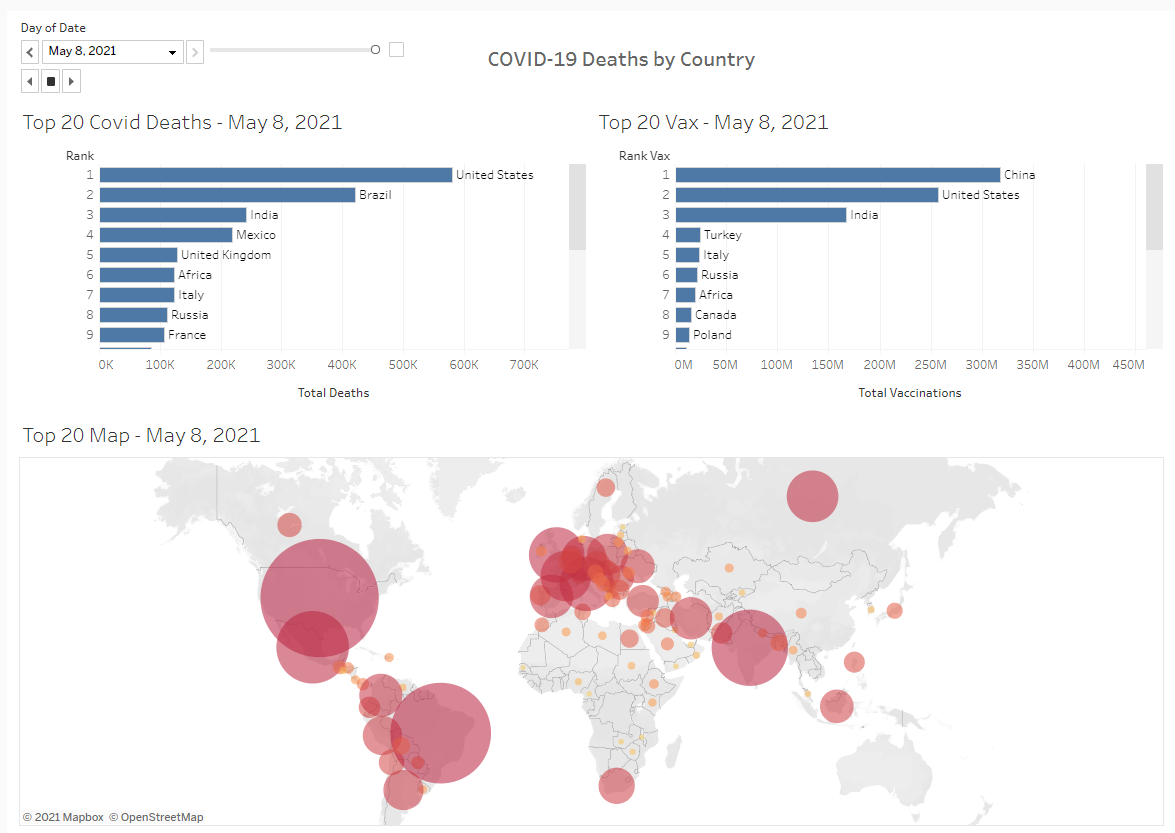 Day of Date
May 8, 2021
COVID-19 Deaths by Country
Top 20 Covid Deaths - May 8, 2021
Rank
1 United States
2 Brazil
3 India
4 Mexico
5 United Kingdom
6 Africa
7 Italy
8 Russia
9 France
0K 100K 200K 300K 400K 500K 600K 700K
Total Deaths
Top 20 Vax - May 8, 2021
Rank Vax
1 China
2 United States
3 India
4 Turkey
5 Italy
6 Russia
7 Africa
8 Canada
9 Poland
0M 50M 100M 150M 200M 250M 300M 350M 400M 450M
Total Vaccinations
Top 20 Map - May 8, 2021
© 2021 Mapbox © OpenStreetMap